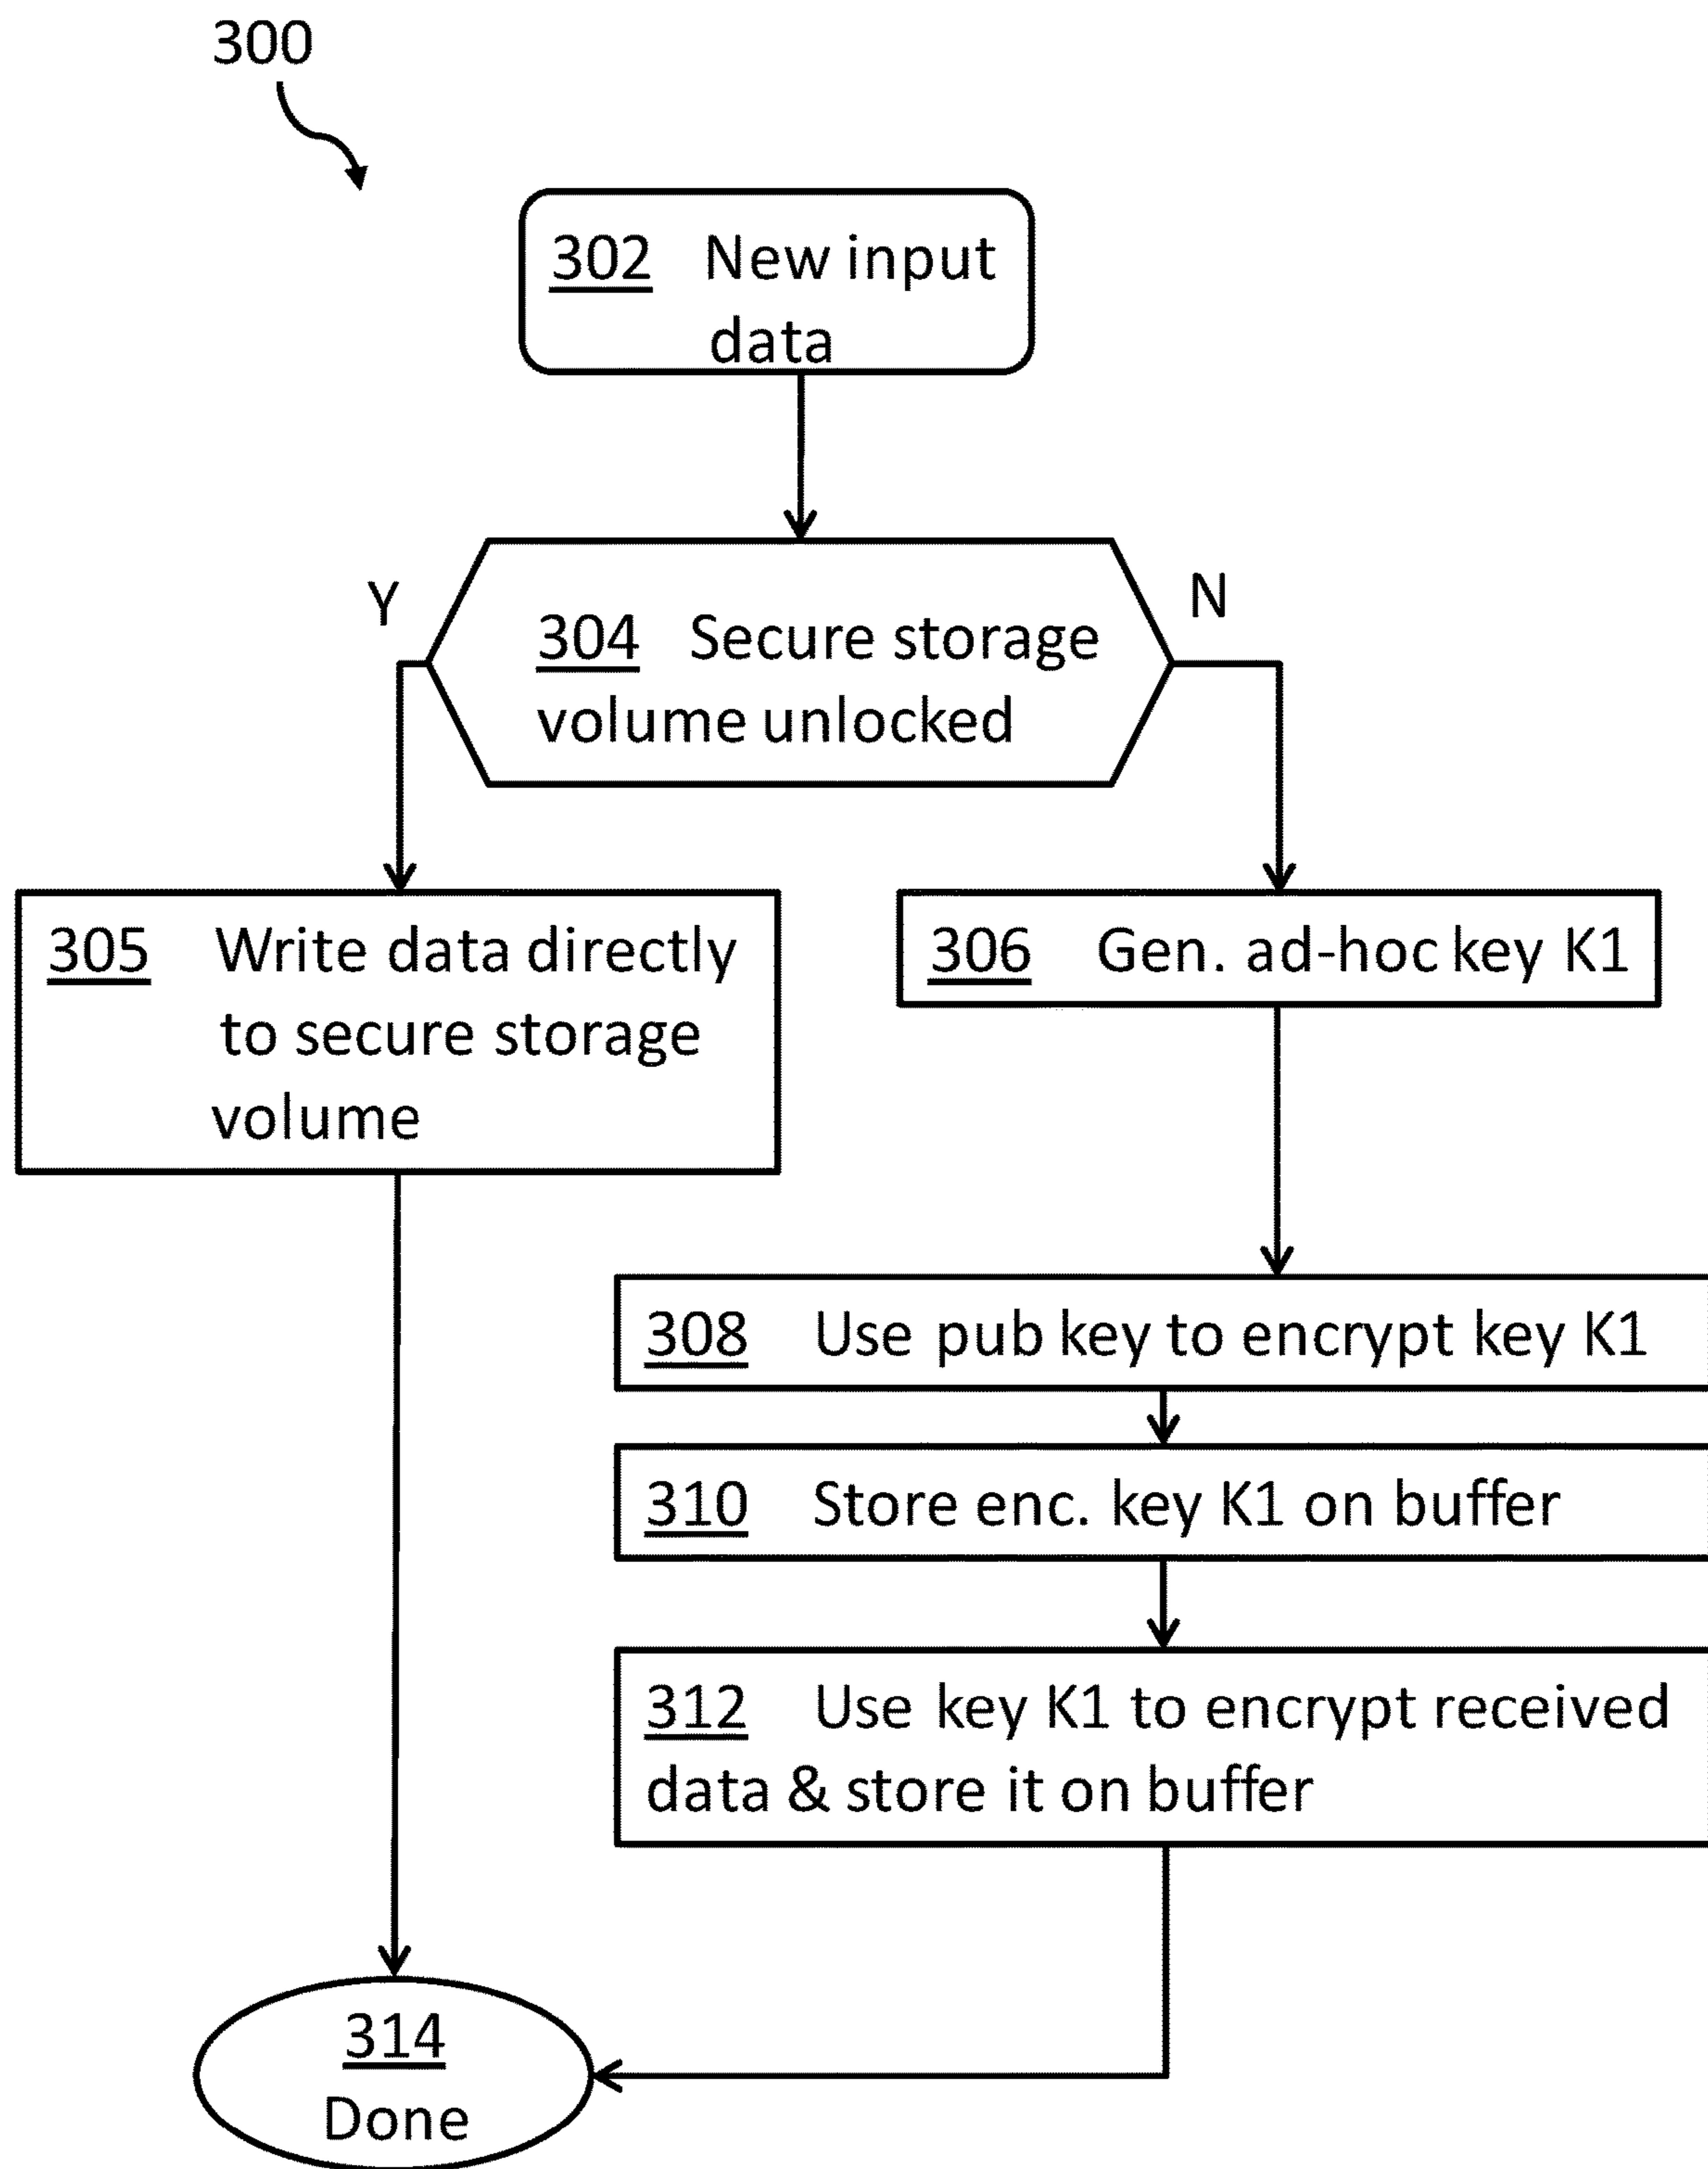 300
302 New input
data
Y
N
304 Secure storage
volume unlocked
305 Write data directly
to secure storage
volume
306 Gen. ad-hoc key K1
308 Use pub key to encrypt key K1
310 Store enc. key K1 on buffer
312 Use key K1 to encrypt received
data & store it on buffer
314
Done